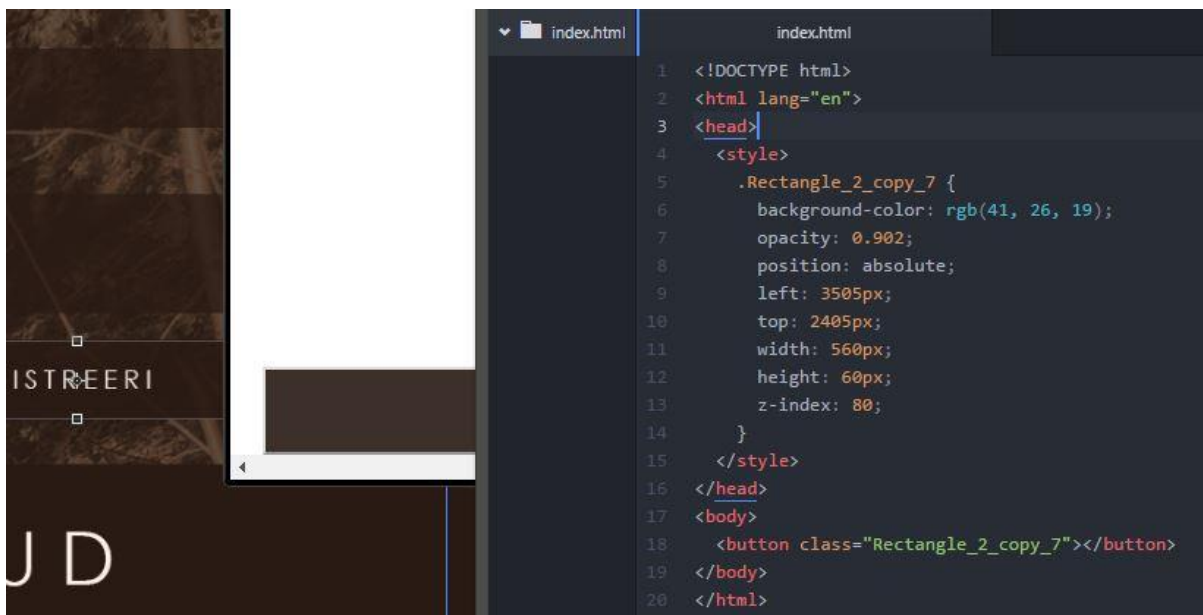 index.html
index.html
1 <!DOCTYPE html>
2 <html lang="en">
3 <head>
4 <style>
5 .Rectangle_2_copy_7 {
6 background-color: rgb(41, 26, 19);
7 opacity: 0.902;
8 position: absolute;
9 left: 3505px;
10 top: 2405px;
11 width: 560px;
12 height: 60px;
13 z-index: 80;
14 }
15 </style>
16 </head>
17 <body>
18 <button class="Rectangle_2_copy_7"></button>
19 </body>
20 </html>
ISTREERI
UD